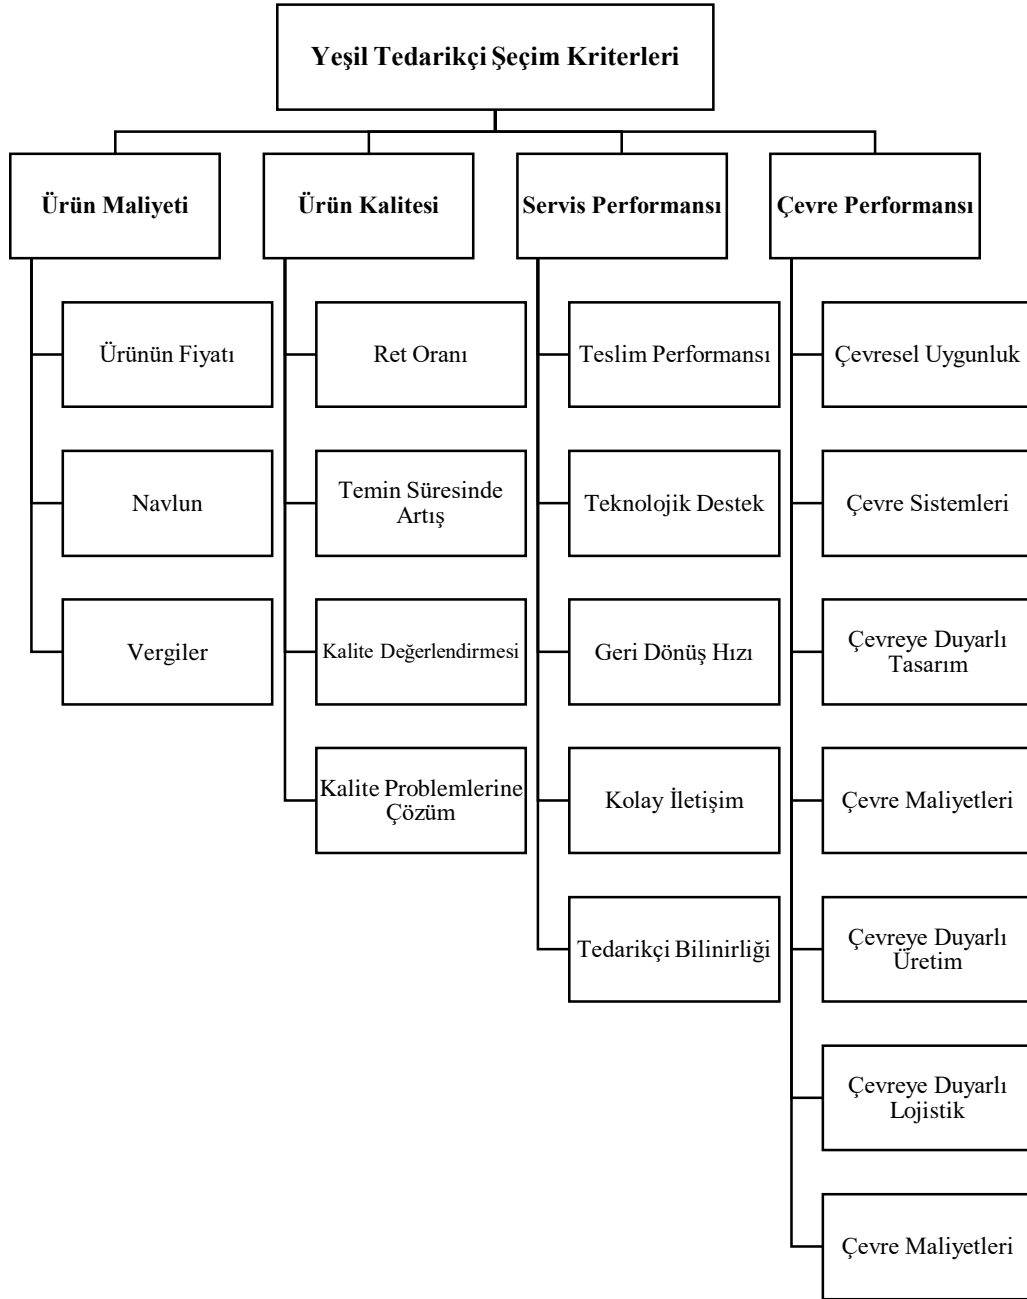 Yeşil Tedarikçi Seçim Kriterleri
Ürün Maliyeti
Ürünün Fiyatı
Navlun
Vergiler
Ürün Kalitesi
Ret Oranı
Temin Süresinde
Artış
Kalite Değerlendirmesi
Kalite Problemlerine
Çözüm
Servis Performansı
Teslim Performansı
Teknolojik Destek
Geri Dönüş Hızı
Kolay İletişim
Tedarikçi Bilinirliği
Çevre Performansı
Çevresel Uygunluk
Çevre Sistemleri
Çevreye Duyarlı
Tasarım
Çevre Maliyetleri
Çevreye Duyarlı
Üretim
Çevreye Duyarlı
Lojistik
Çevre Maliyetleri